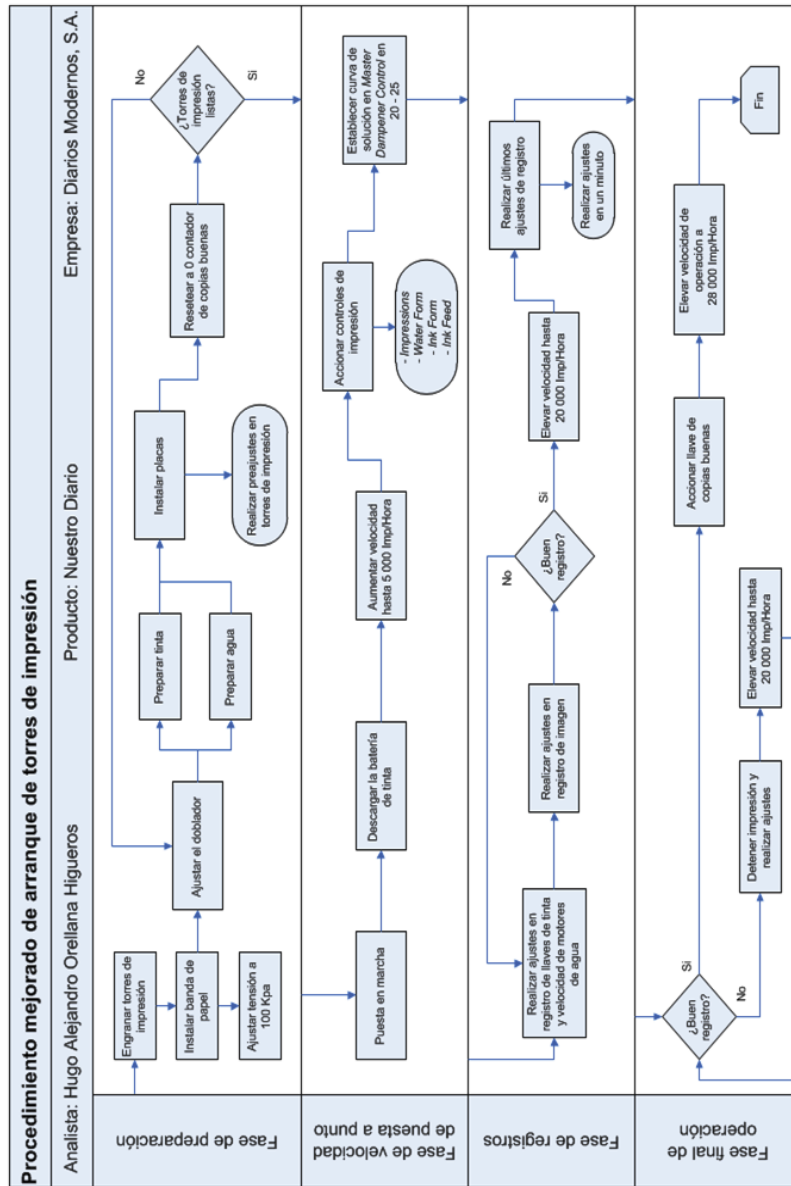 Procedimiento mejorado de arranque de torres de impresión
Analista: Hugo Alejandro Orellana Higueros
Producto: Nuestro Diario
Empresa: Diarios Modernos, S.A.
Fase de preparación
Engranar torres de
impresión
Instalar banda de
papel
Ajustar tensión a
100 Kpa
Ajustar el doblador
Preparar tinta
Preparar agua
Instalar placas
Realizar preajustes en
torres de impresión
Resetear a 0 contador
de copias buenas
¿Torres de
impresión
listas?
No
Si
Fase de velocidad
de puesta a punto
Puesta en marcha
Descargar la batería
de tinta
Aumentar velocidad
hasta 5 000 Imp/Hora
Accionar controles de
impresión
- Impressions
- Water Form
- Ink Form
- Ink Feed
Establecer curva de
solución en Master
Dampener Control en
20 - 25
Fase de registros
Realizar ajustes en
registro de llaves de tinta
y velocidad de motores
de agua
Realizar ajustes en
registro de imagen
¿Buen
registro?
No
Si
Elevar velocidad hasta
20 000 Imp/Hora
Realizar últimos
ajustes de registro
Realizar ajustes
en un minuto
Fase final de
operación
¿Buen
registro?
Si
No
Detener impresión y
realizar ajustes
Elevar velocidad hasta
20 000 Imp/Hora
Accionar llave de
copias buenas
Elevar velocidad de
operación a
28 000 Imp/Hora
Fin